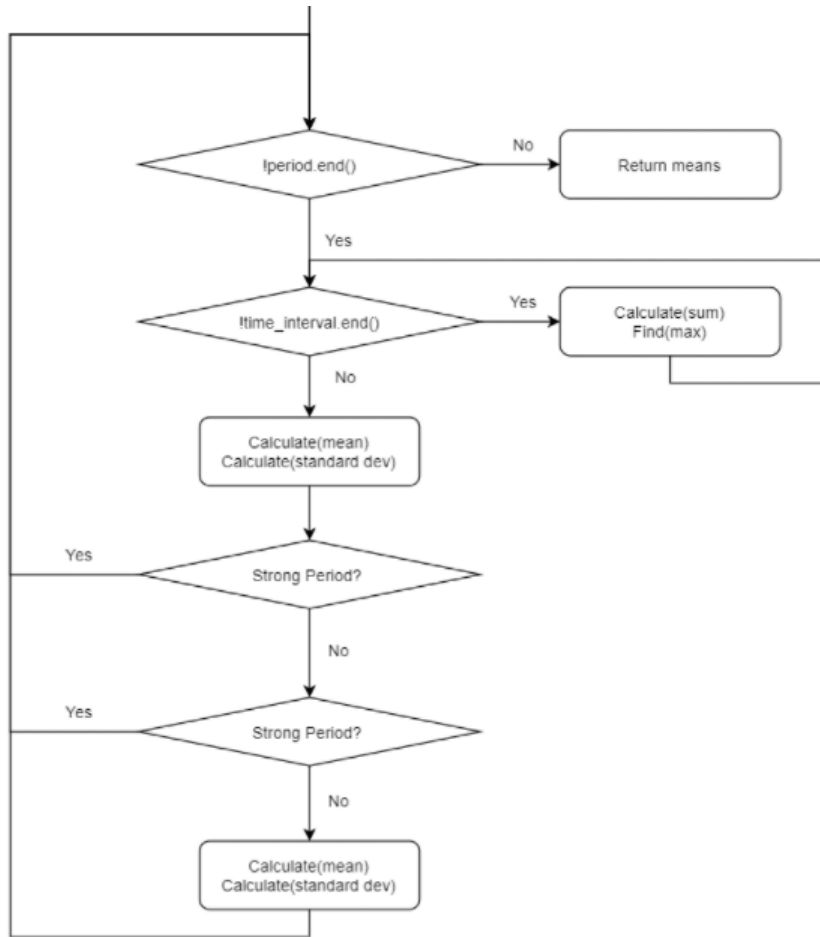 !period.end()
No
Return means
Yes
!time_interval.end()
Yes
Calculate(sum)
Find(max)
No
Calculate(mean)
Calculate(standard dev)
Yes
Strong Period?
No
Yes
Strong Period?
No
Calculate(mean)
Calculate(standard dev)